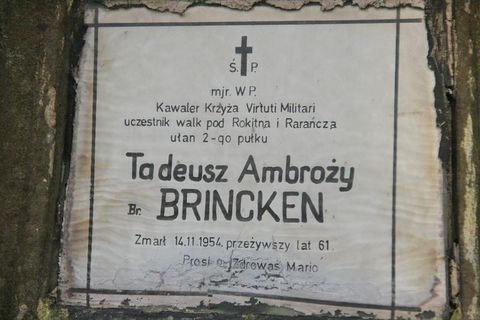 Ś. P.
mjr. W P.
Kawaler Krzyża Virtuti Militari
uczestnik walk pod Rokitną i Rarańczą
ułan 2-go pułku
Tadeusz Ambroży
Br. BRINCKEN
Zmarł 14.11.1954. przeżywszy lat 61
Prosi o Zdrowaś Mario